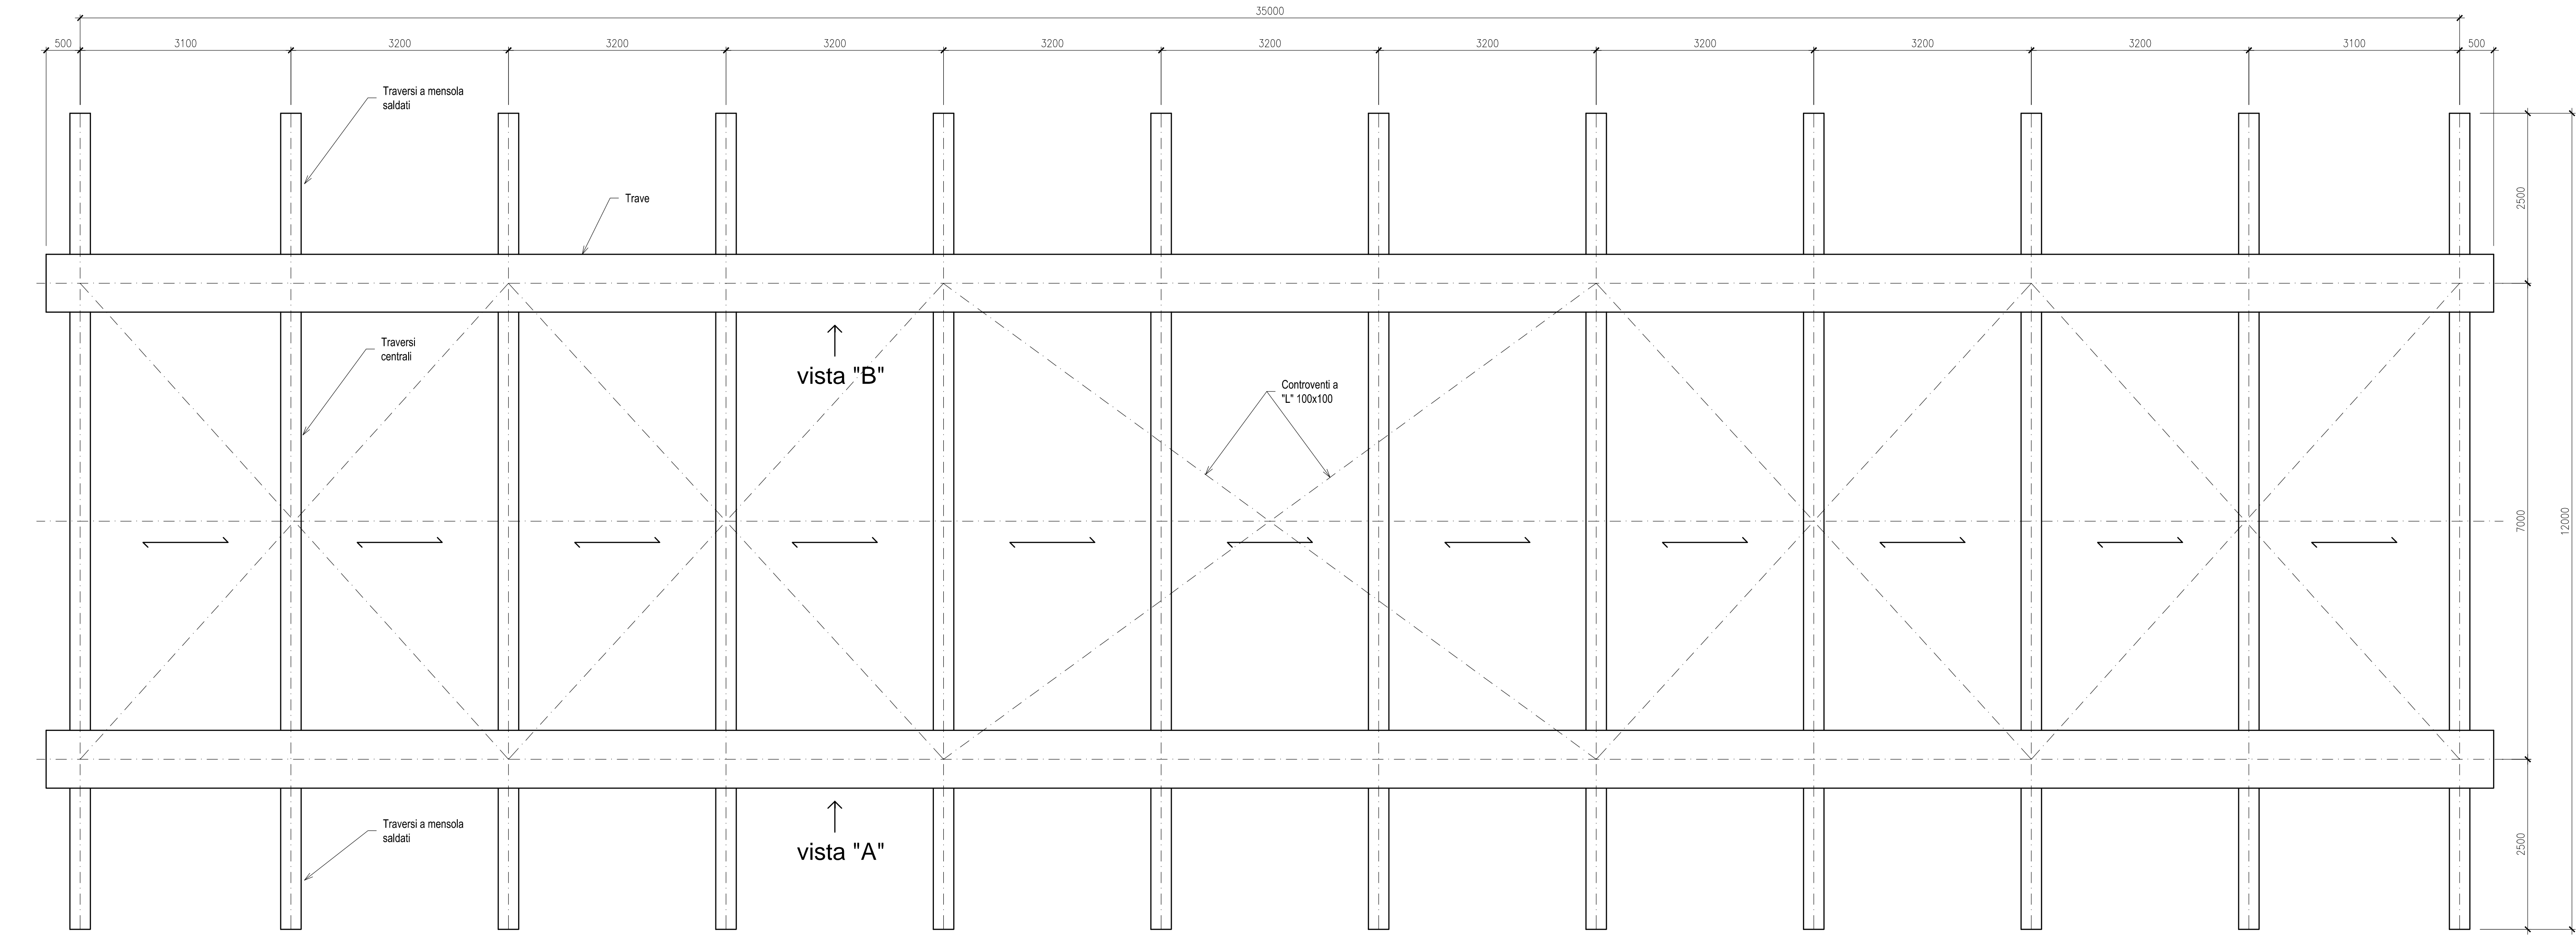 35000
500
3100
3200
3200
3200
3200
3200
3200
3200
3200
3200
3100
500
Traversi a mensola
saldati
Trave
2500
Traversi
centrali
vista "B"
Controventi a
"L" 100x100
7000
12000
Traversi a mensola
saldati
vista "A"
2500